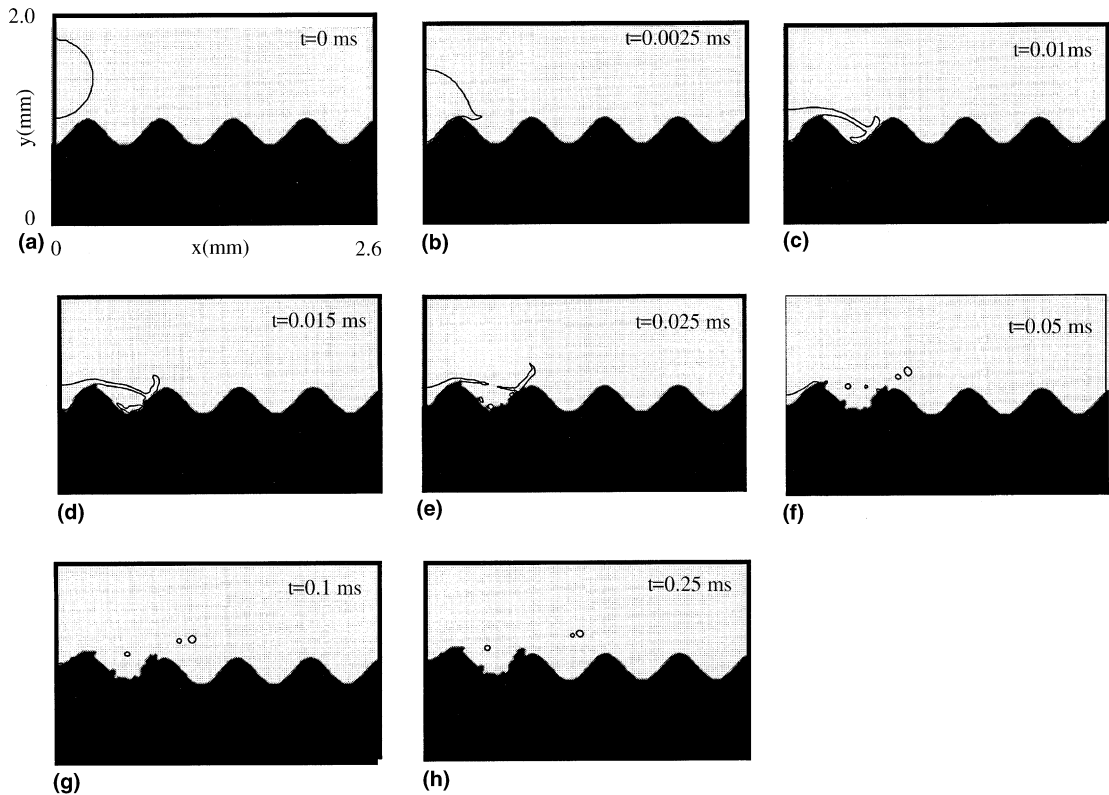 2.0
t=0 ms
y(mm)
0
(a)
0
x(mm)
2.6
t=0.0025 ms
(b)
t=0.01ms
(c)
t=0.015 ms
(d)
t=0.025 ms
(e)
t=0.05 ms
(f)
t=0.1 ms
(g)
t=0.25 ms
(h)